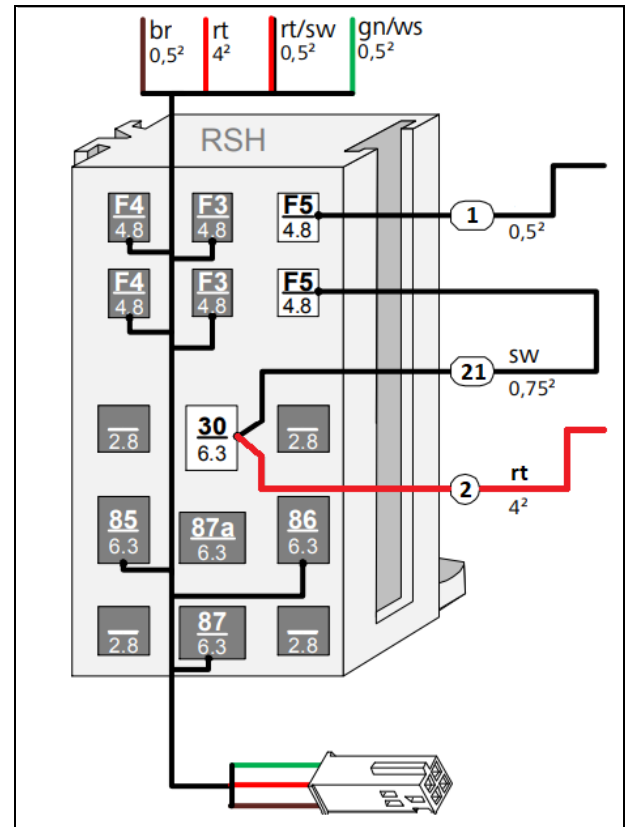 br rt rt/sw gn/ws
0,5² 4² 0,5² 0,5²
RSH
F4 F3 F5
4.8 4.8 4.8
1
0,5²
F4 F3 F5
4.8 4.8 4.8
21 sw
0,75²
30
2.8 6.3 2.8
2 rt
4²
85 87a 86
6.3 6.3 6.3
87
2.8 6.3 2.8